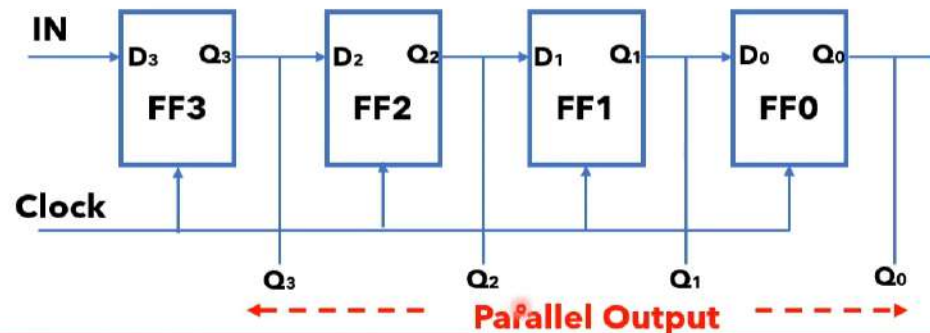 IN
D₃ Q₃ D₂ Q₂ D₁ Q₁ D₀ Q₀
FF3 FF2 FF1 FF0
Clock
Q₃ Q₂ Q₁ Q₀
Parallel Output